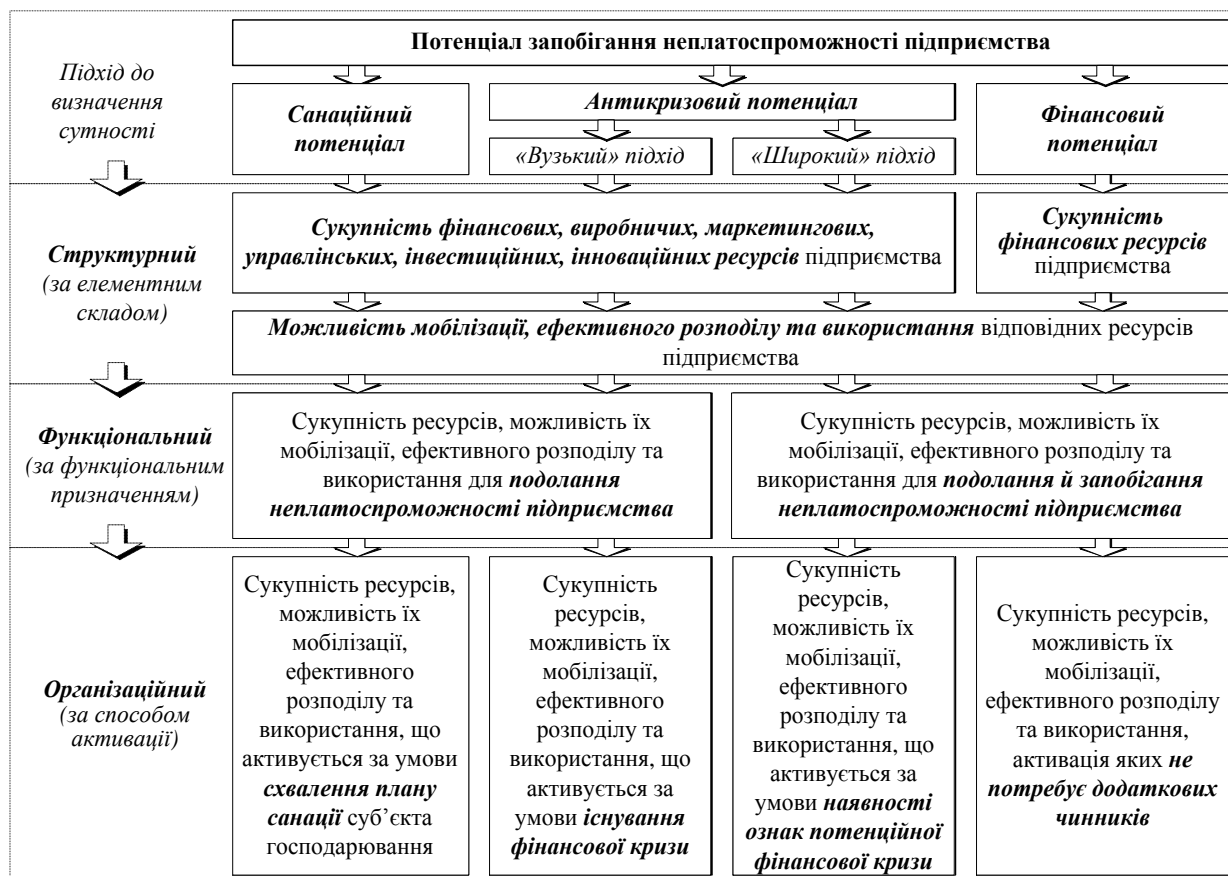 Потенціал запобігання неплатоспроможності підприємства
Підхід до
визначення
сутності
Санаційний
потенціал
Антикризовий потенціал
«Вузький» підхід
«Широкий» підхід
Фінансовий
потенціал
Структурний
(за елементним
складом)
Сукупність фінансових, виробничих, маркетингових,
управлінських, інвестиційних, інноваційних ресурсів підприємства
Сукупність
фінансових ресурсів
підприємства
Можливість мобілізації, ефективного розподілу та використання відповідних ресурсів
підприємства
Функціональний
(за функціональним
призначенням)
Сукупність ресурсів, можливість їх
мобілізації, ефективного розподілу та
використання для подолання
неплатоспроможності підприємства
Сукупність ресурсів, можливість їх
мобілізації, ефективного розподілу та
використання для подолання й запобігання
неплатоспроможності підприємства
Організаційний
(за способом
активації)
Сукупність ресурсів,
можливість їх
мобілізації,
ефективного
розподілу та
використання, що
активується за умови
схвалення плану
санації суб’єкта
господарювання
Сукупність
ресурсів,
можливість їх
мобілізації,
ефективного
розподілу та
використання, що
активується за
умови існування
фінансової кризи
Сукупність
ресурсів,
можливість їх
мобілізації,
ефективного
розподілу та
використання, що
активується за
умови наявності
ознак потенційної
фінансової кризи
Сукупність ресурсів,
можливість їх
мобілізації,
ефективного розподілу
та використання,
активація яких не
потребує додаткових
чинників